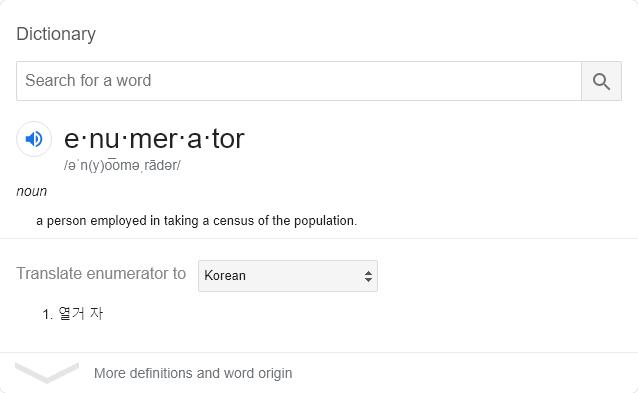 Dictionary
Search for a word
e·nu·mer·a·tor
/əˈn(y)o͞oməˌrādər/
noun
a person employed in taking a census of the population.
Translate enumerator to Korean
1. 열거 자
More definitions and word origin